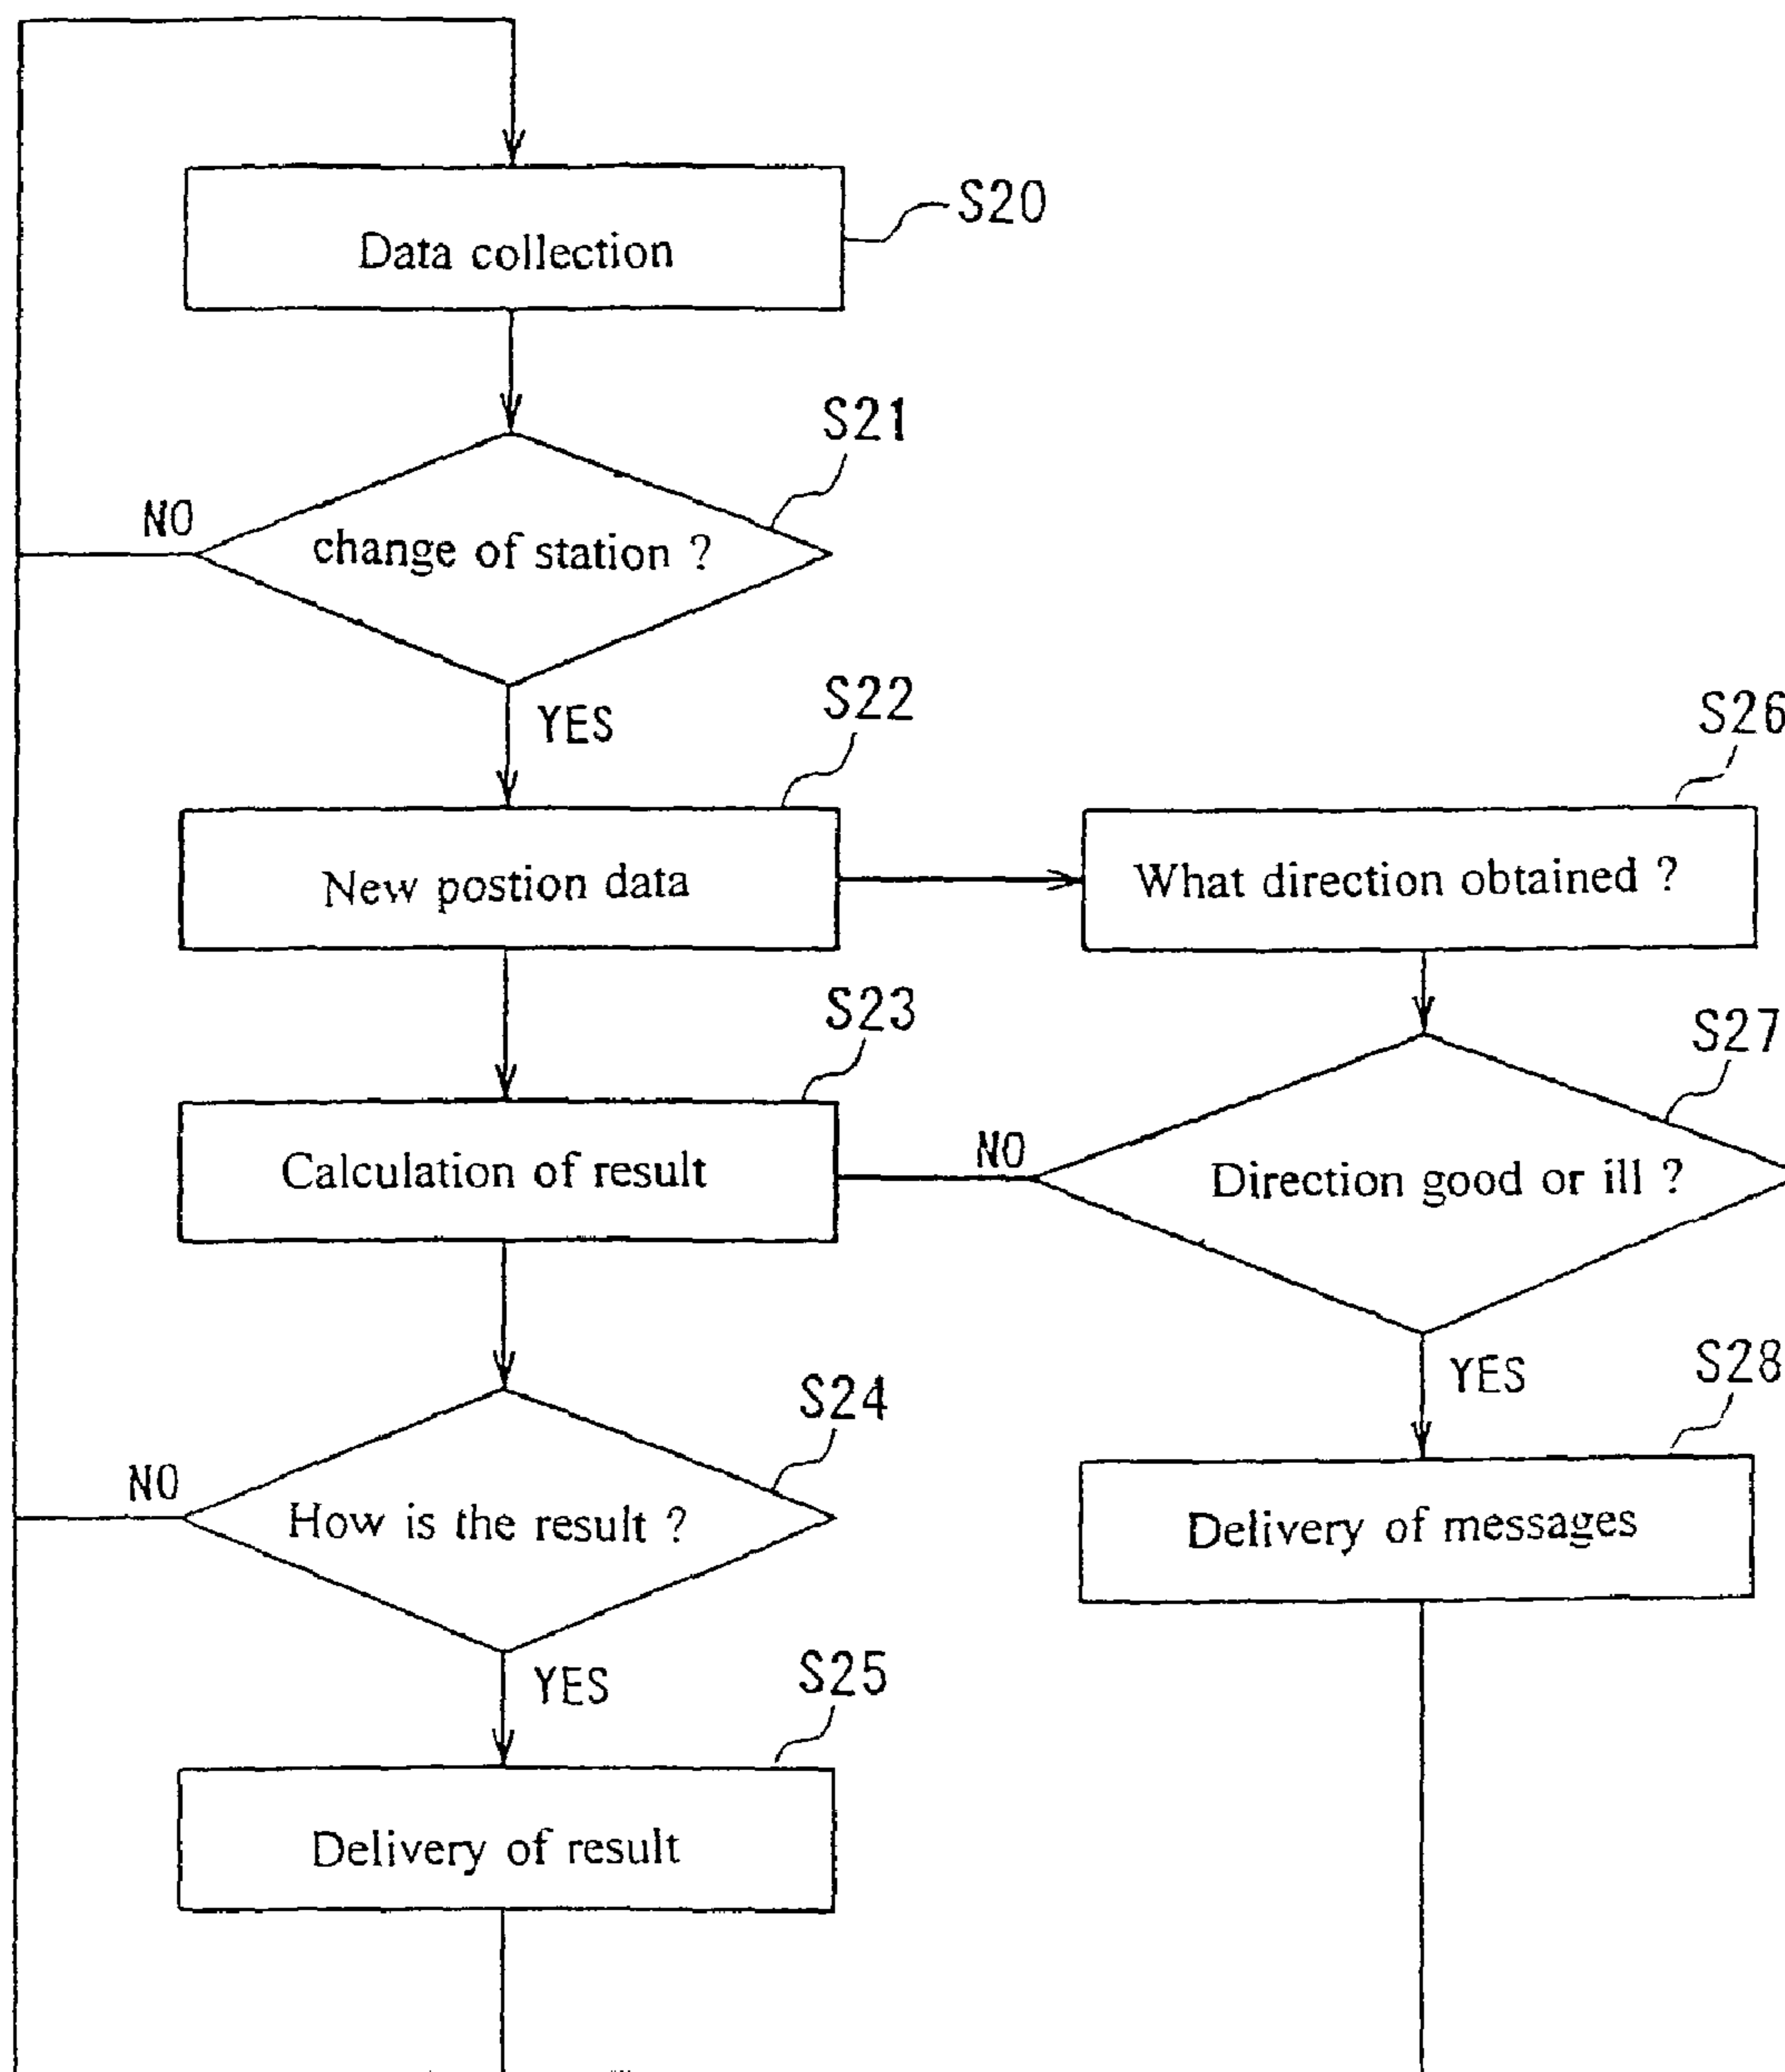 S20
Data collection
S21
NO
change of station ?
YES
S22
S26
New postion data
What direction obtained ?
S23
S27
Calculation of result
NO
Direction good or ill ?
S24
YES
S28
NO
How is the result ?
Delivery of messages
YES
S25
Delivery of result